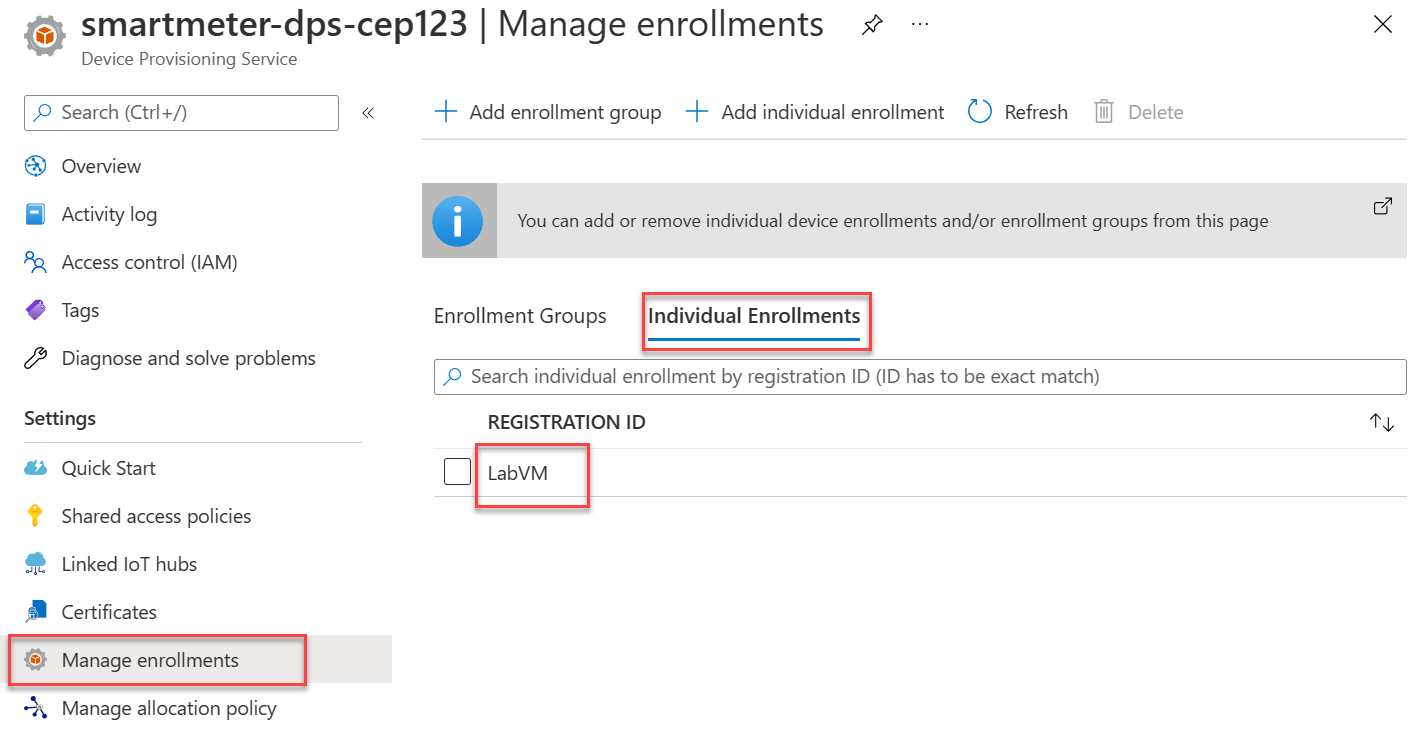 smartmeter-dps-cep123 | Manage enrollments
Device Provisioning Service
Search (Ctrl+/)
Overview
Activity log
Access control (IAM)
Tags
Diagnose and solve problems
Settings
Quick Start
Shared access policies
Linked IoT hubs
Certificates
Manage enrollments
Manage allocation policy
Add enrollment group
Add individual enrollment
Refresh
Delete
You can add or remove individual device enrollments and/or enrollment groups from this page
Enrollment Groups
Individual Enrollments
Search individual enrollment by registration ID (ID has to be exact match)
REGISTRATION ID
LabVM